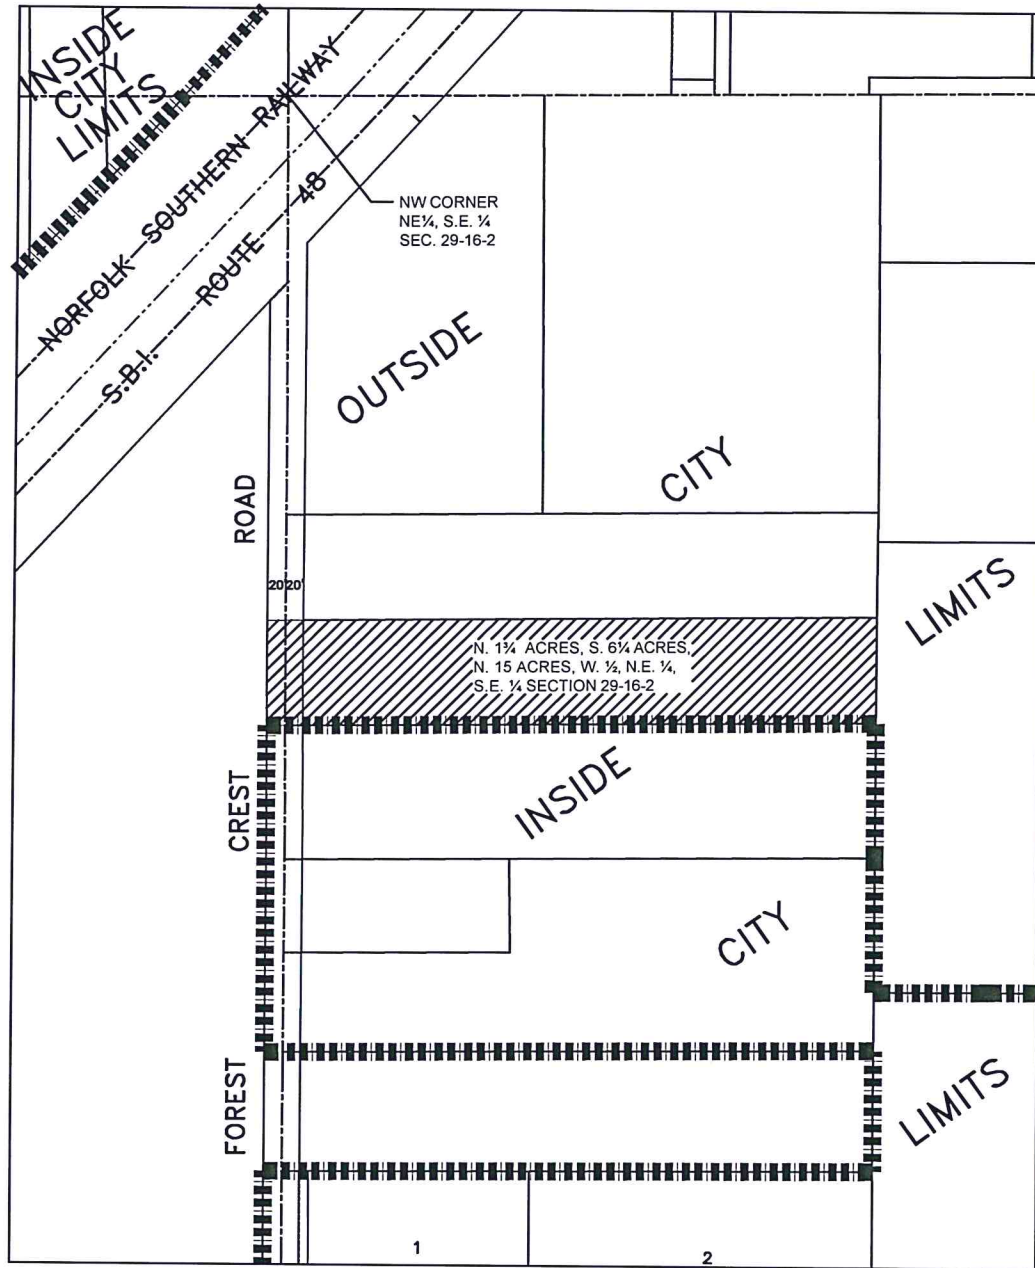 INSIDE
CITY
LIMITS
NORFOLK SOUTHERN RAILWAY
S.B.I. ROUTE 48
NW CORNER
NE¼, S.E. ¼
SEC. 29-16-2
OUTSIDE
CITY
LIMITS
ROAD
20' 20'
N. 1¾ ACRES, S. 6¼ ACRES,
N. 15 ACRES, W. ½, N.E. ¼,
S.E. ¼ SECTION 29-16-2
CREST
INSIDE
CITY
LIMITS
FOREST
1
2